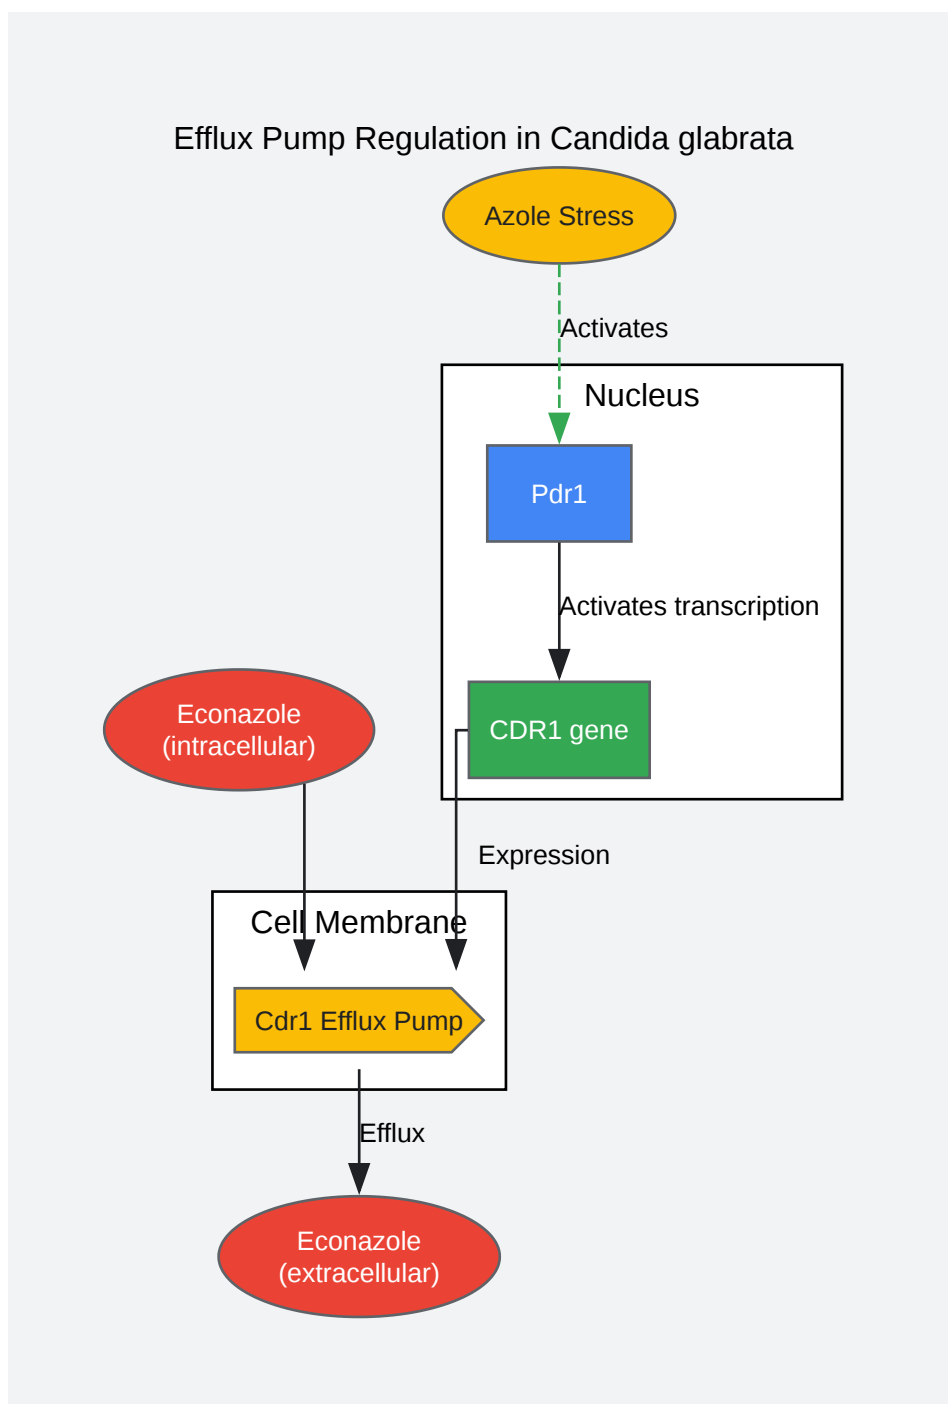 Efflux Pump Regulation in Candida glabrata
Azole Stress
Activates
Nucleus
Pdr1
Activates transcription
CDR1 gene
Econazole
(intracellular)
Expression
Cell Membrane
Cdr1 Efflux Pump
Efflux
Econazole
(extracellular)